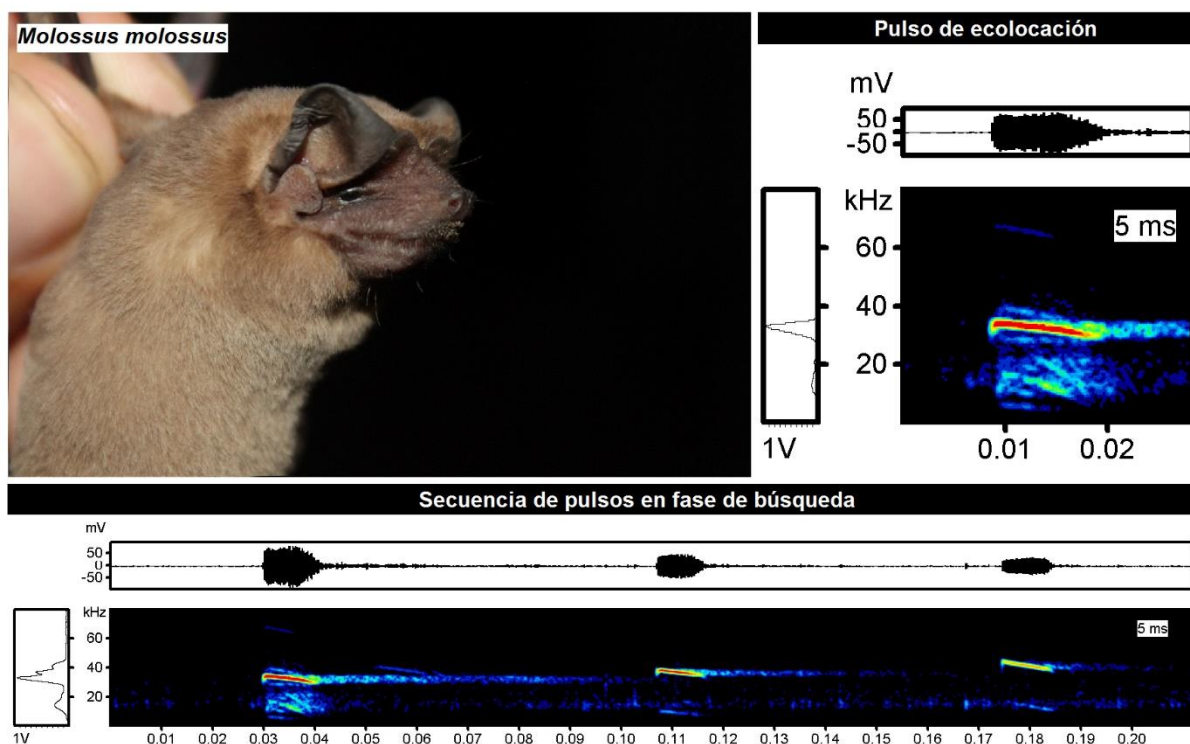 Molossus molossus
Pulso de ecolocación
mV
50
-50
kHz
5 ms
60
40
20
1V
0.01 0.02
Secuencia de pulsos en fase de búsqueda
mV
50
-50
kHz
5 ms
60
40
20
1V
0.01 0.02 0.03 0.04 0.05 0.06 0.07 0.08 0.09 0.10 0.11 0.12 0.13 0.14 0.15 0.16 0.17 0.18 0.19 0.20